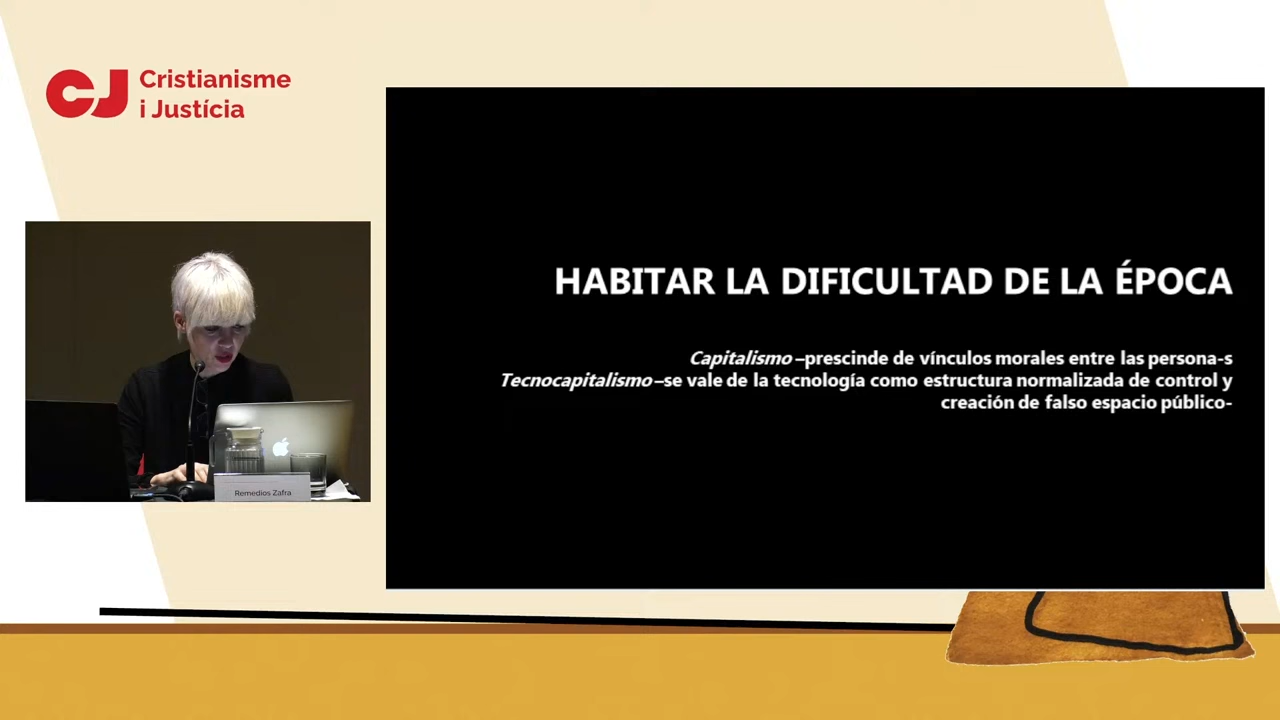 Cristianisme
i Justícia
HABITAR LA DIFICULTAD DE LA ÉPOCA
Capitalismo –prescinde de vínculos morales entre las persona-s
Tecnocapitalismo –se vale de la tecnología como estructura normalizada de control y
creación de falso espacio público-
Remedios Zafra